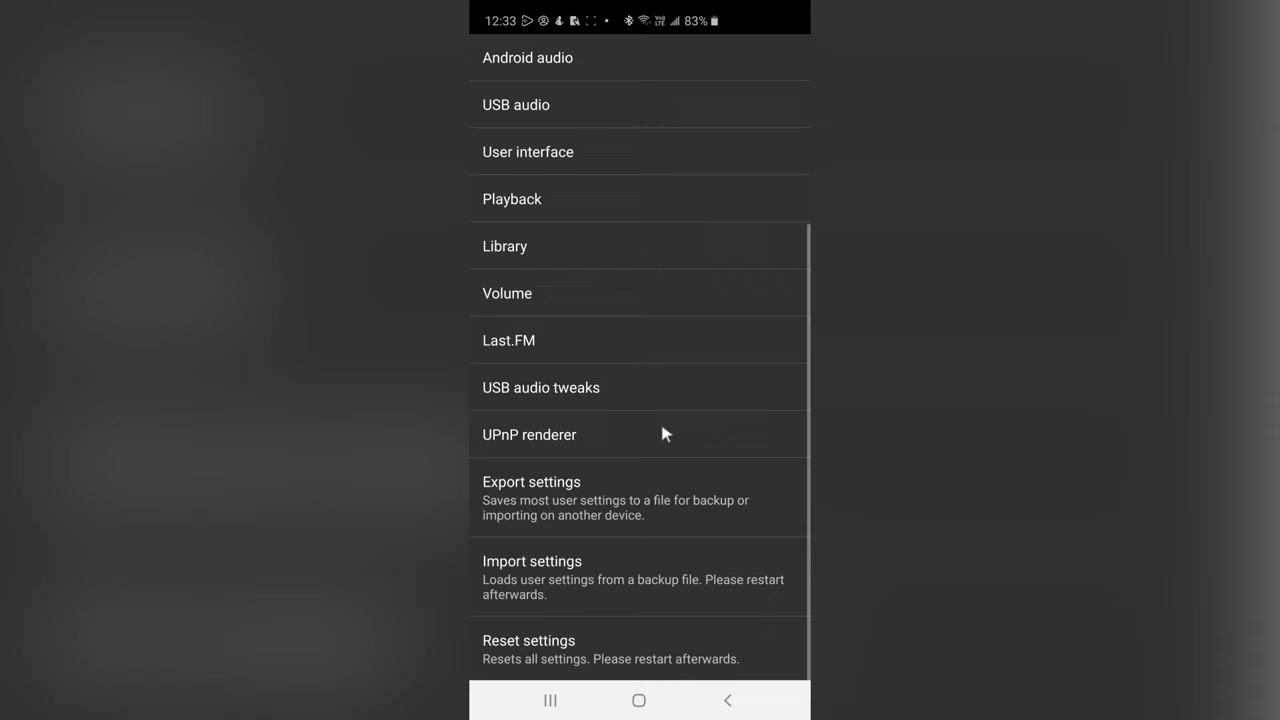 12:33 83%
Android audio
USB audio
User interface
Playback
Library
Volume
Last.FM
USB audio tweaks
UPnP renderer
Export settings
Saves most user settings to a file for backup or
importing on another device.
Import settings
Loads user settings from a backup file. Please restart
afterwards.
Reset settings
Resets all settings. Please restart afterwards.